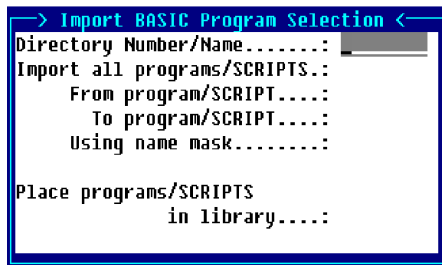 —> Import BASIC Program Selection <—
Directory Number/Name.......:
Import all programs/SCRIPTS.:
From program/SCRIPT....:
To program/SCRIPT....:
Using name mask........:
Place programs/SCRIPTS
in library....: